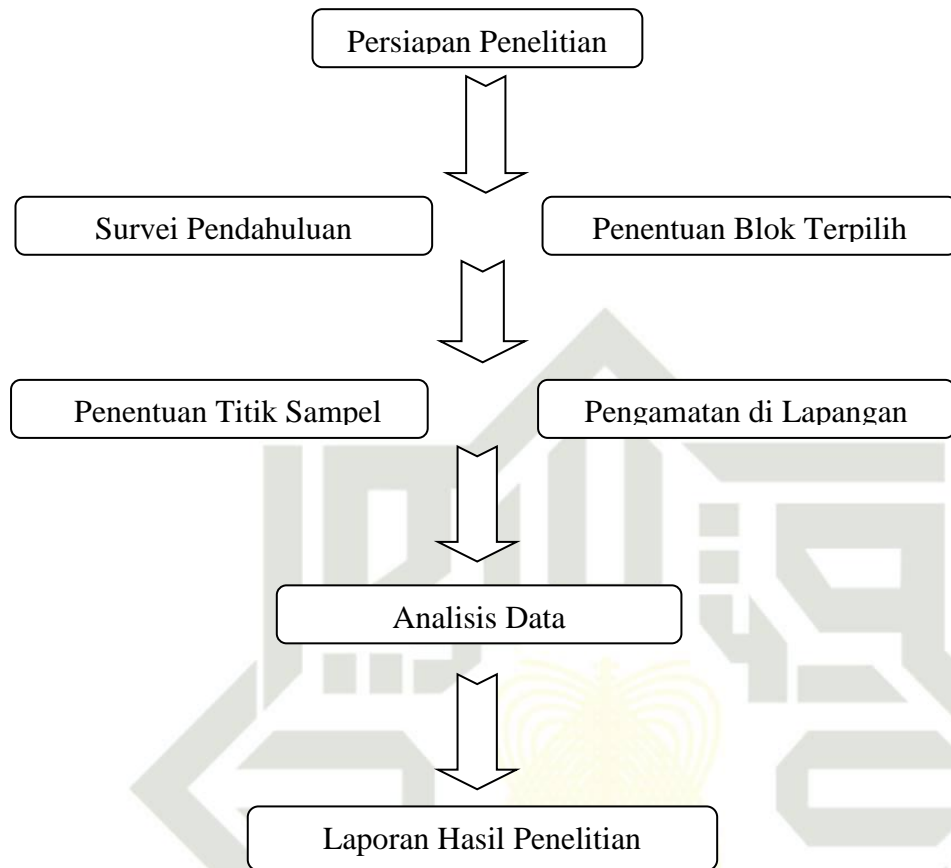 Persiapan Penelitian
Survei Pendahuluan
Penentuan Blok Terpilih
Penentuan Titik Sampel
Pengamatan di Lapangan
Analisis Data
Laporan Hasil Penelitian